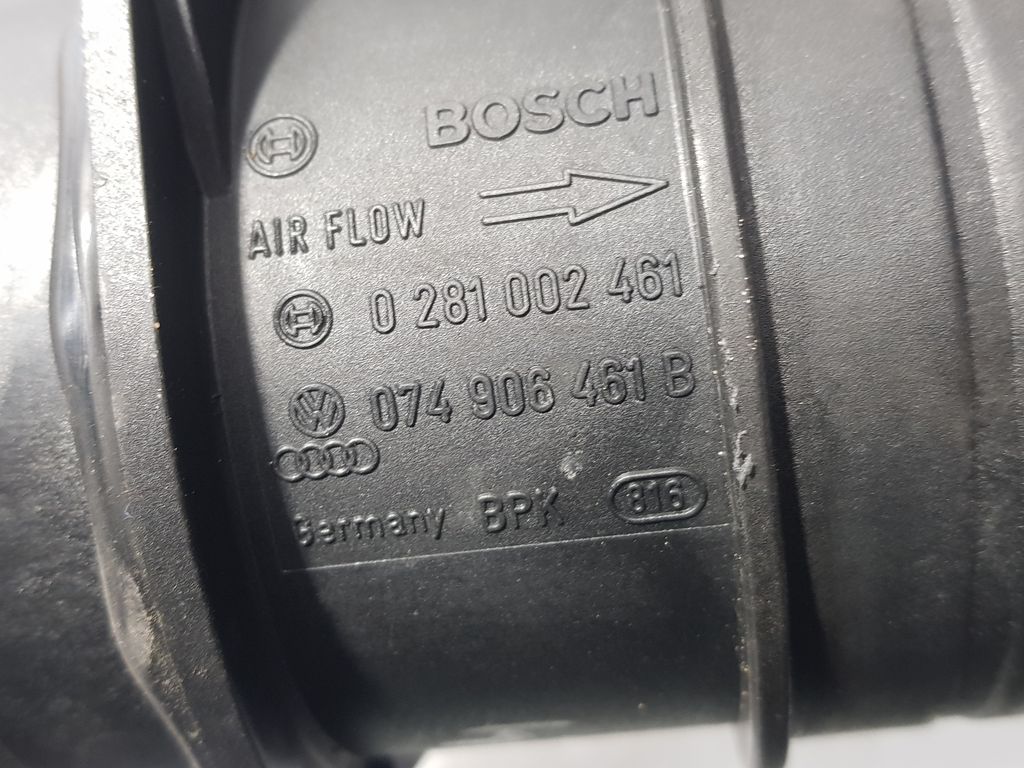 BOSCH
AIR FLOW
0 281 002 461
074 906 461 B
Germany BPK 816